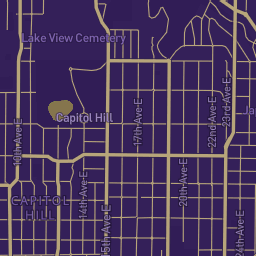 Lake View Cemetery
Capitol Hill
17th Ave E
22nd Ave E
23rd Ave E
10th Ave E
14th Ave E
20th Ave E
CAPITOL
HILL
15th Ave E
24th Ave E